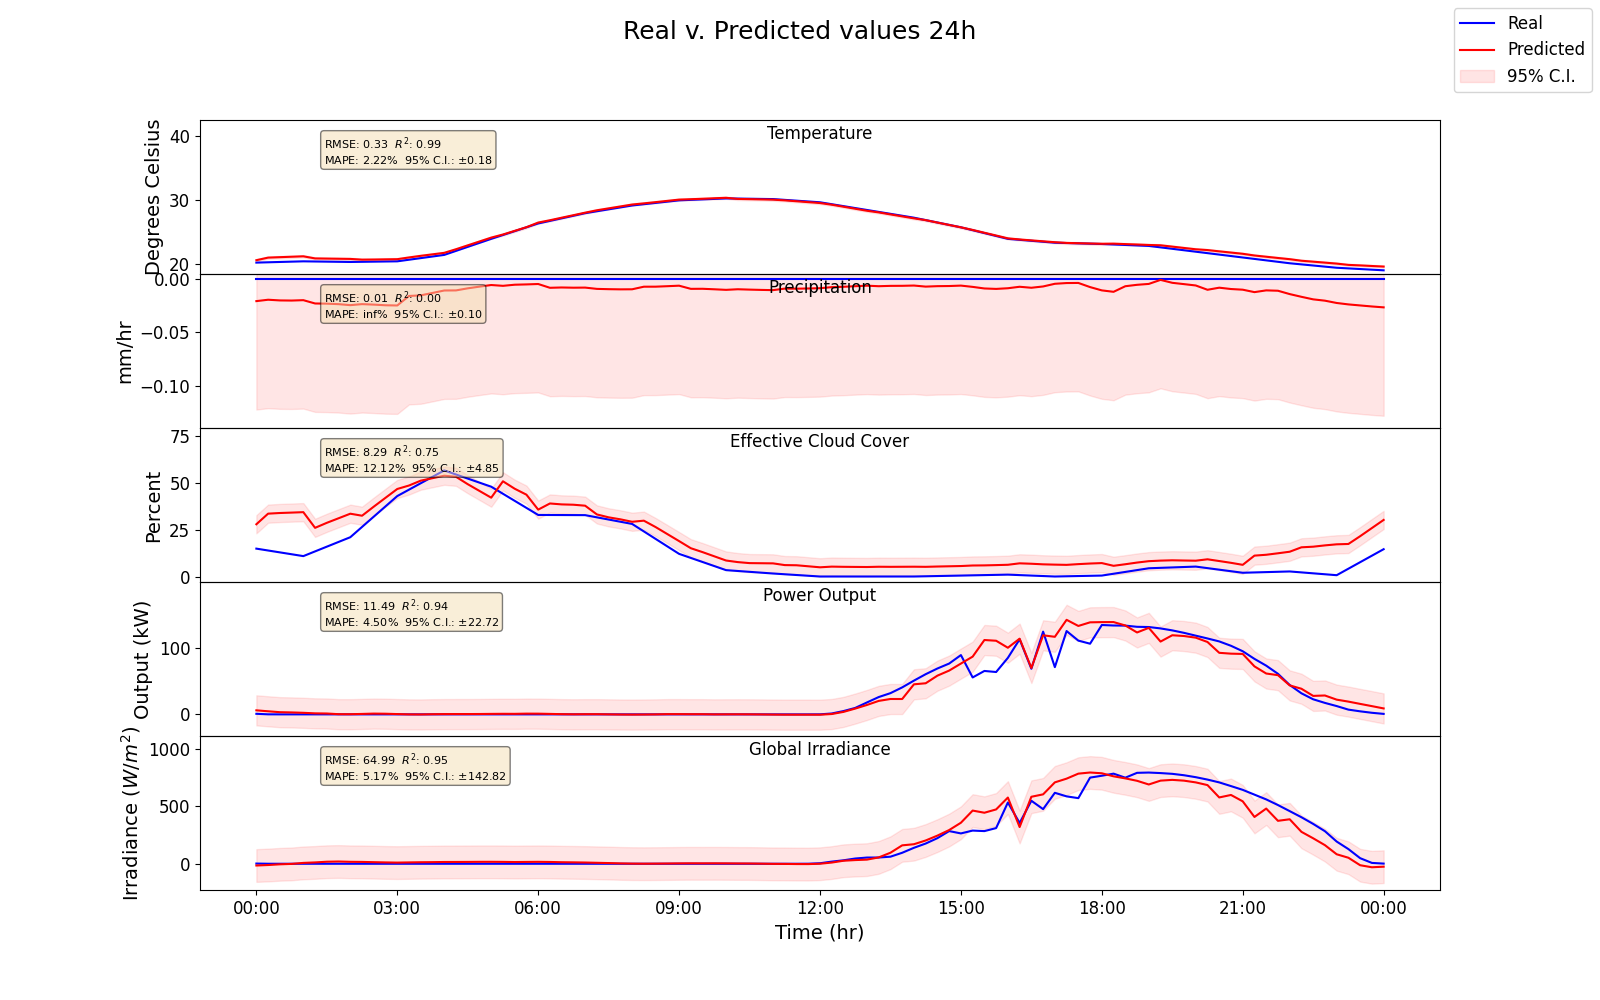 Real v. Predicted values 24h
Real
Predicted
95% C.I.
Temperature
RMSE: 0.33 R²: 0.99
MAPE: 2.22% 95% C.I.: ±0.18
Degrees Celsius
40
30
20
Precipitation
RMSE: 0.01 R²: 0.00
MAPE: inf% 95% C.I.: ±0.10
mm/hr
0.00
−0.05
−0.10
Effective Cloud Cover
RMSE: 8.29 R²: 0.75
MAPE: 12.12% 95% C.I.: ±4.85
Percent
75
50
25
0
Power Output
RMSE: 11.49 R²: 0.94
MAPE: 4.50% 95% C.I.: ±22.72
Output (kW)
100
0
Global Irradiance
RMSE: 64.99 R²: 0.95
MAPE: 5.17% 95% C.I.: ±142.82
Irradiance (W/m²)
1000
500
0
00:00 03:00 06:00 09:00 12:00 15:00 18:00 21:00 00:00
Time (hr)